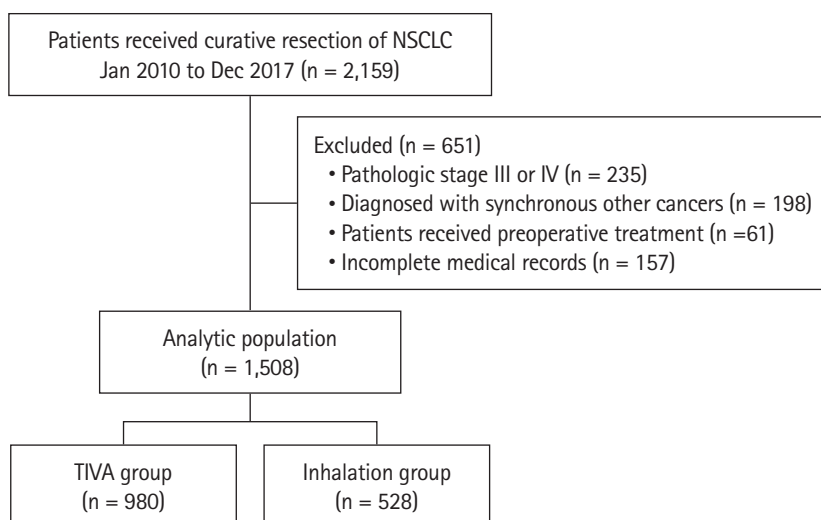 Patients received curative resection of NSCLC
Jan 2010 to Dec 2017 (n = 2,159)
Excluded (n = 651)
• Pathologic stage III or IV (n = 235)
• Diagnosed with synchronous other cancers (n = 198)
• Patients received preoperative treatment (n =61)
• Incomplete medical records (n = 157)
Analytic population
(n = 1,508)
TIVA group
(n = 980)
Inhalation group
(n = 528)